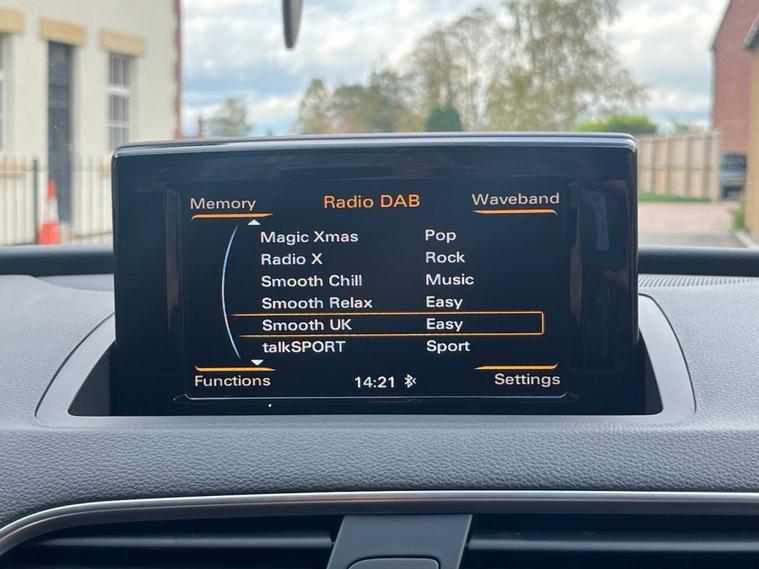 Memory Radio DAB Waveband
Magic Xmas Pop
Radio X Rock
Smooth Chill Music
Smooth Relax Easy
Smooth UK Easy
talkSPORT Sport
Functions 14:21 Settings